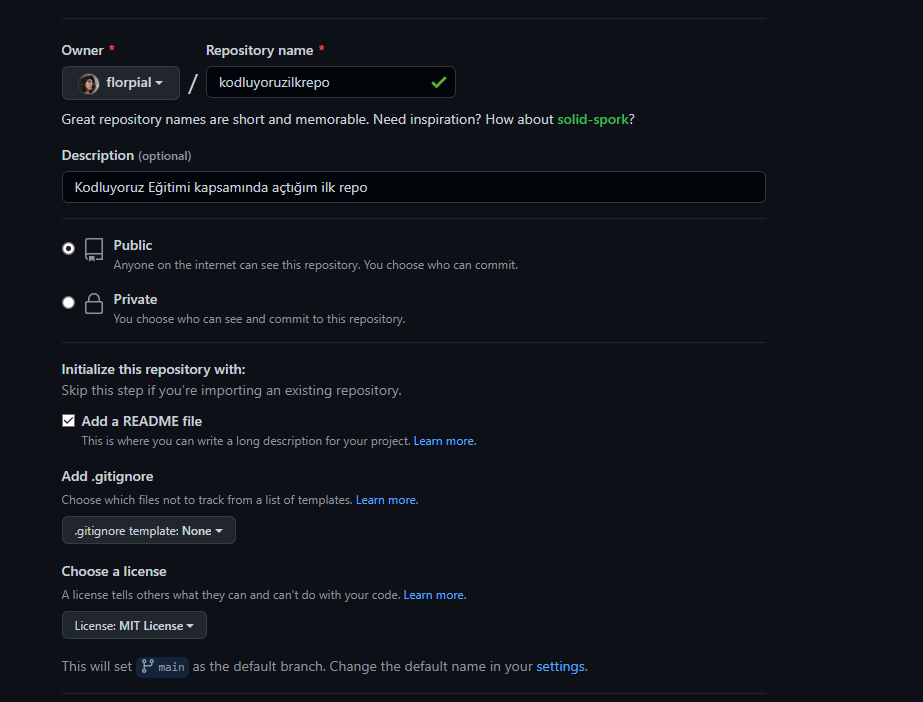 Owner * Repository name *
florpial / kodluyoruzilkrepo
Great repository names are short and memorable. Need inspiration? How about solid-spork?
Description (optional)
Kodluyoruz Eğitimi kapsamında açtığım ilk repo
Public
Anyone on the internet can see this repository. You choose who can commit.
Private
You choose who can see and commit to this repository.
Initialize this repository with:
Skip this step if you're importing an existing repository.
Add a README file
This is where you can write a long description for your project. Learn more.
Add .gitignore
Choose which files not to track from a list of templates. Learn more.
.gitignore template: None
Choose a license
A license tells others what they can and can't do with your code. Learn more.
License: MIT License
This will set main as the default branch. Change the default name in your settings.